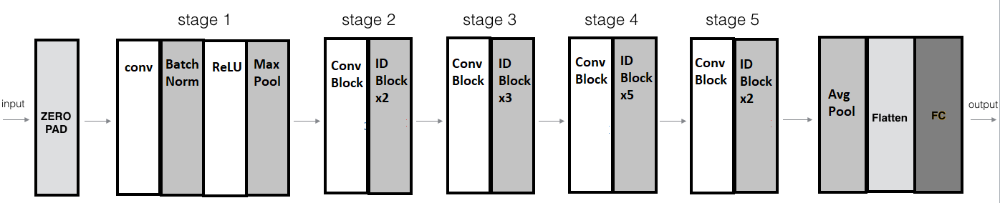 stage 1
stage 2
stage 3
stage 4
stage 5
input
ZERO
PAD
conv
Batch
Norm
ReLU
Max
Pool
Conv
Block
ID
Block
x2
Conv
Block
ID
Block
x3
Conv
Block
ID
Block
x5
Conv
Block
ID
Block
x2
Avg
Pool
Flatten
FC
output